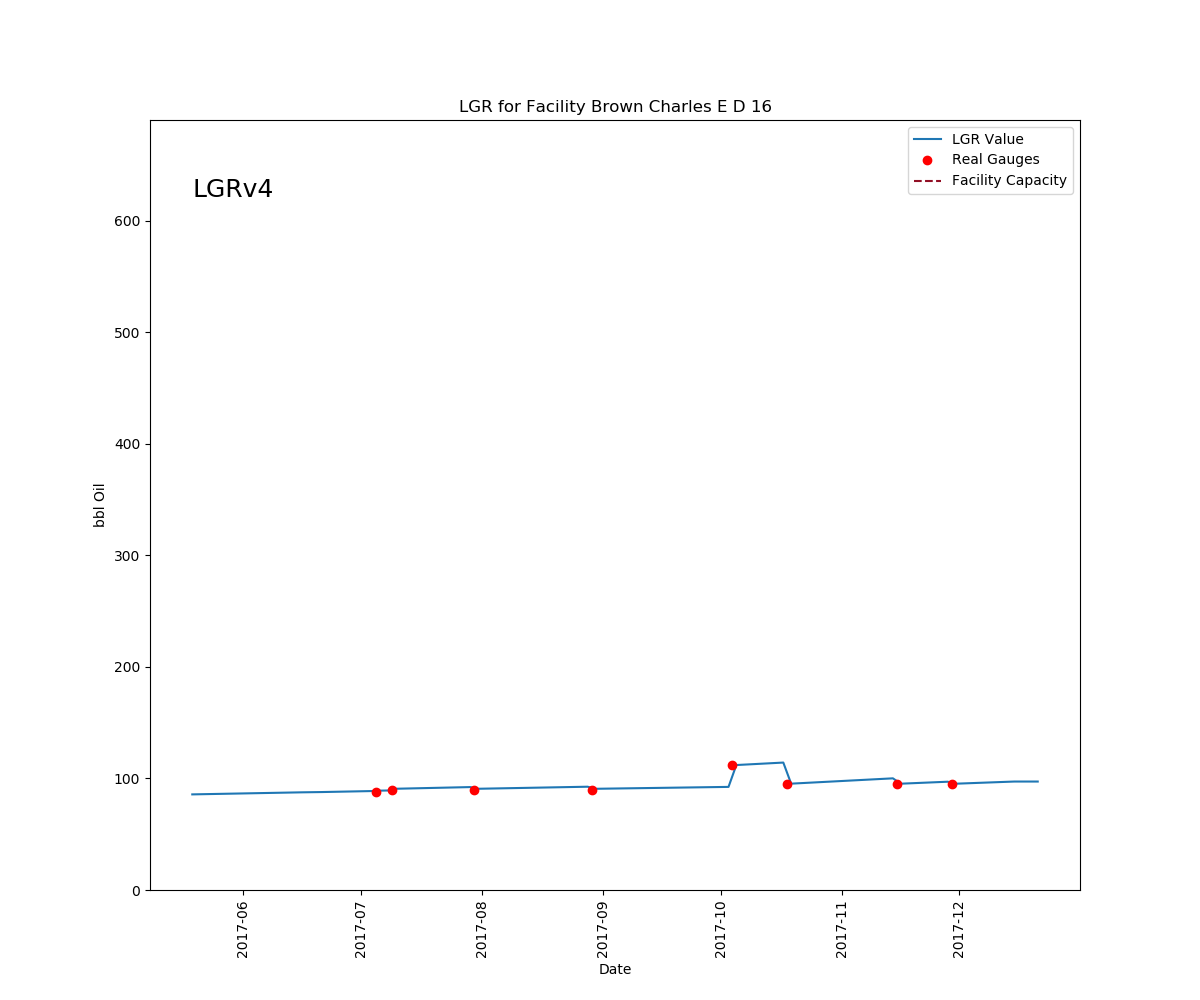 LGR for Facility Brown Charles E D 16
LGRv4
LGR Value
Real Gauges
Facility Capacity
600
500
400
300
200
100
0
bbl Oil
2017-06
2017-07
2017-08
2017-09
2017-10
2017-11
2017-12
Date